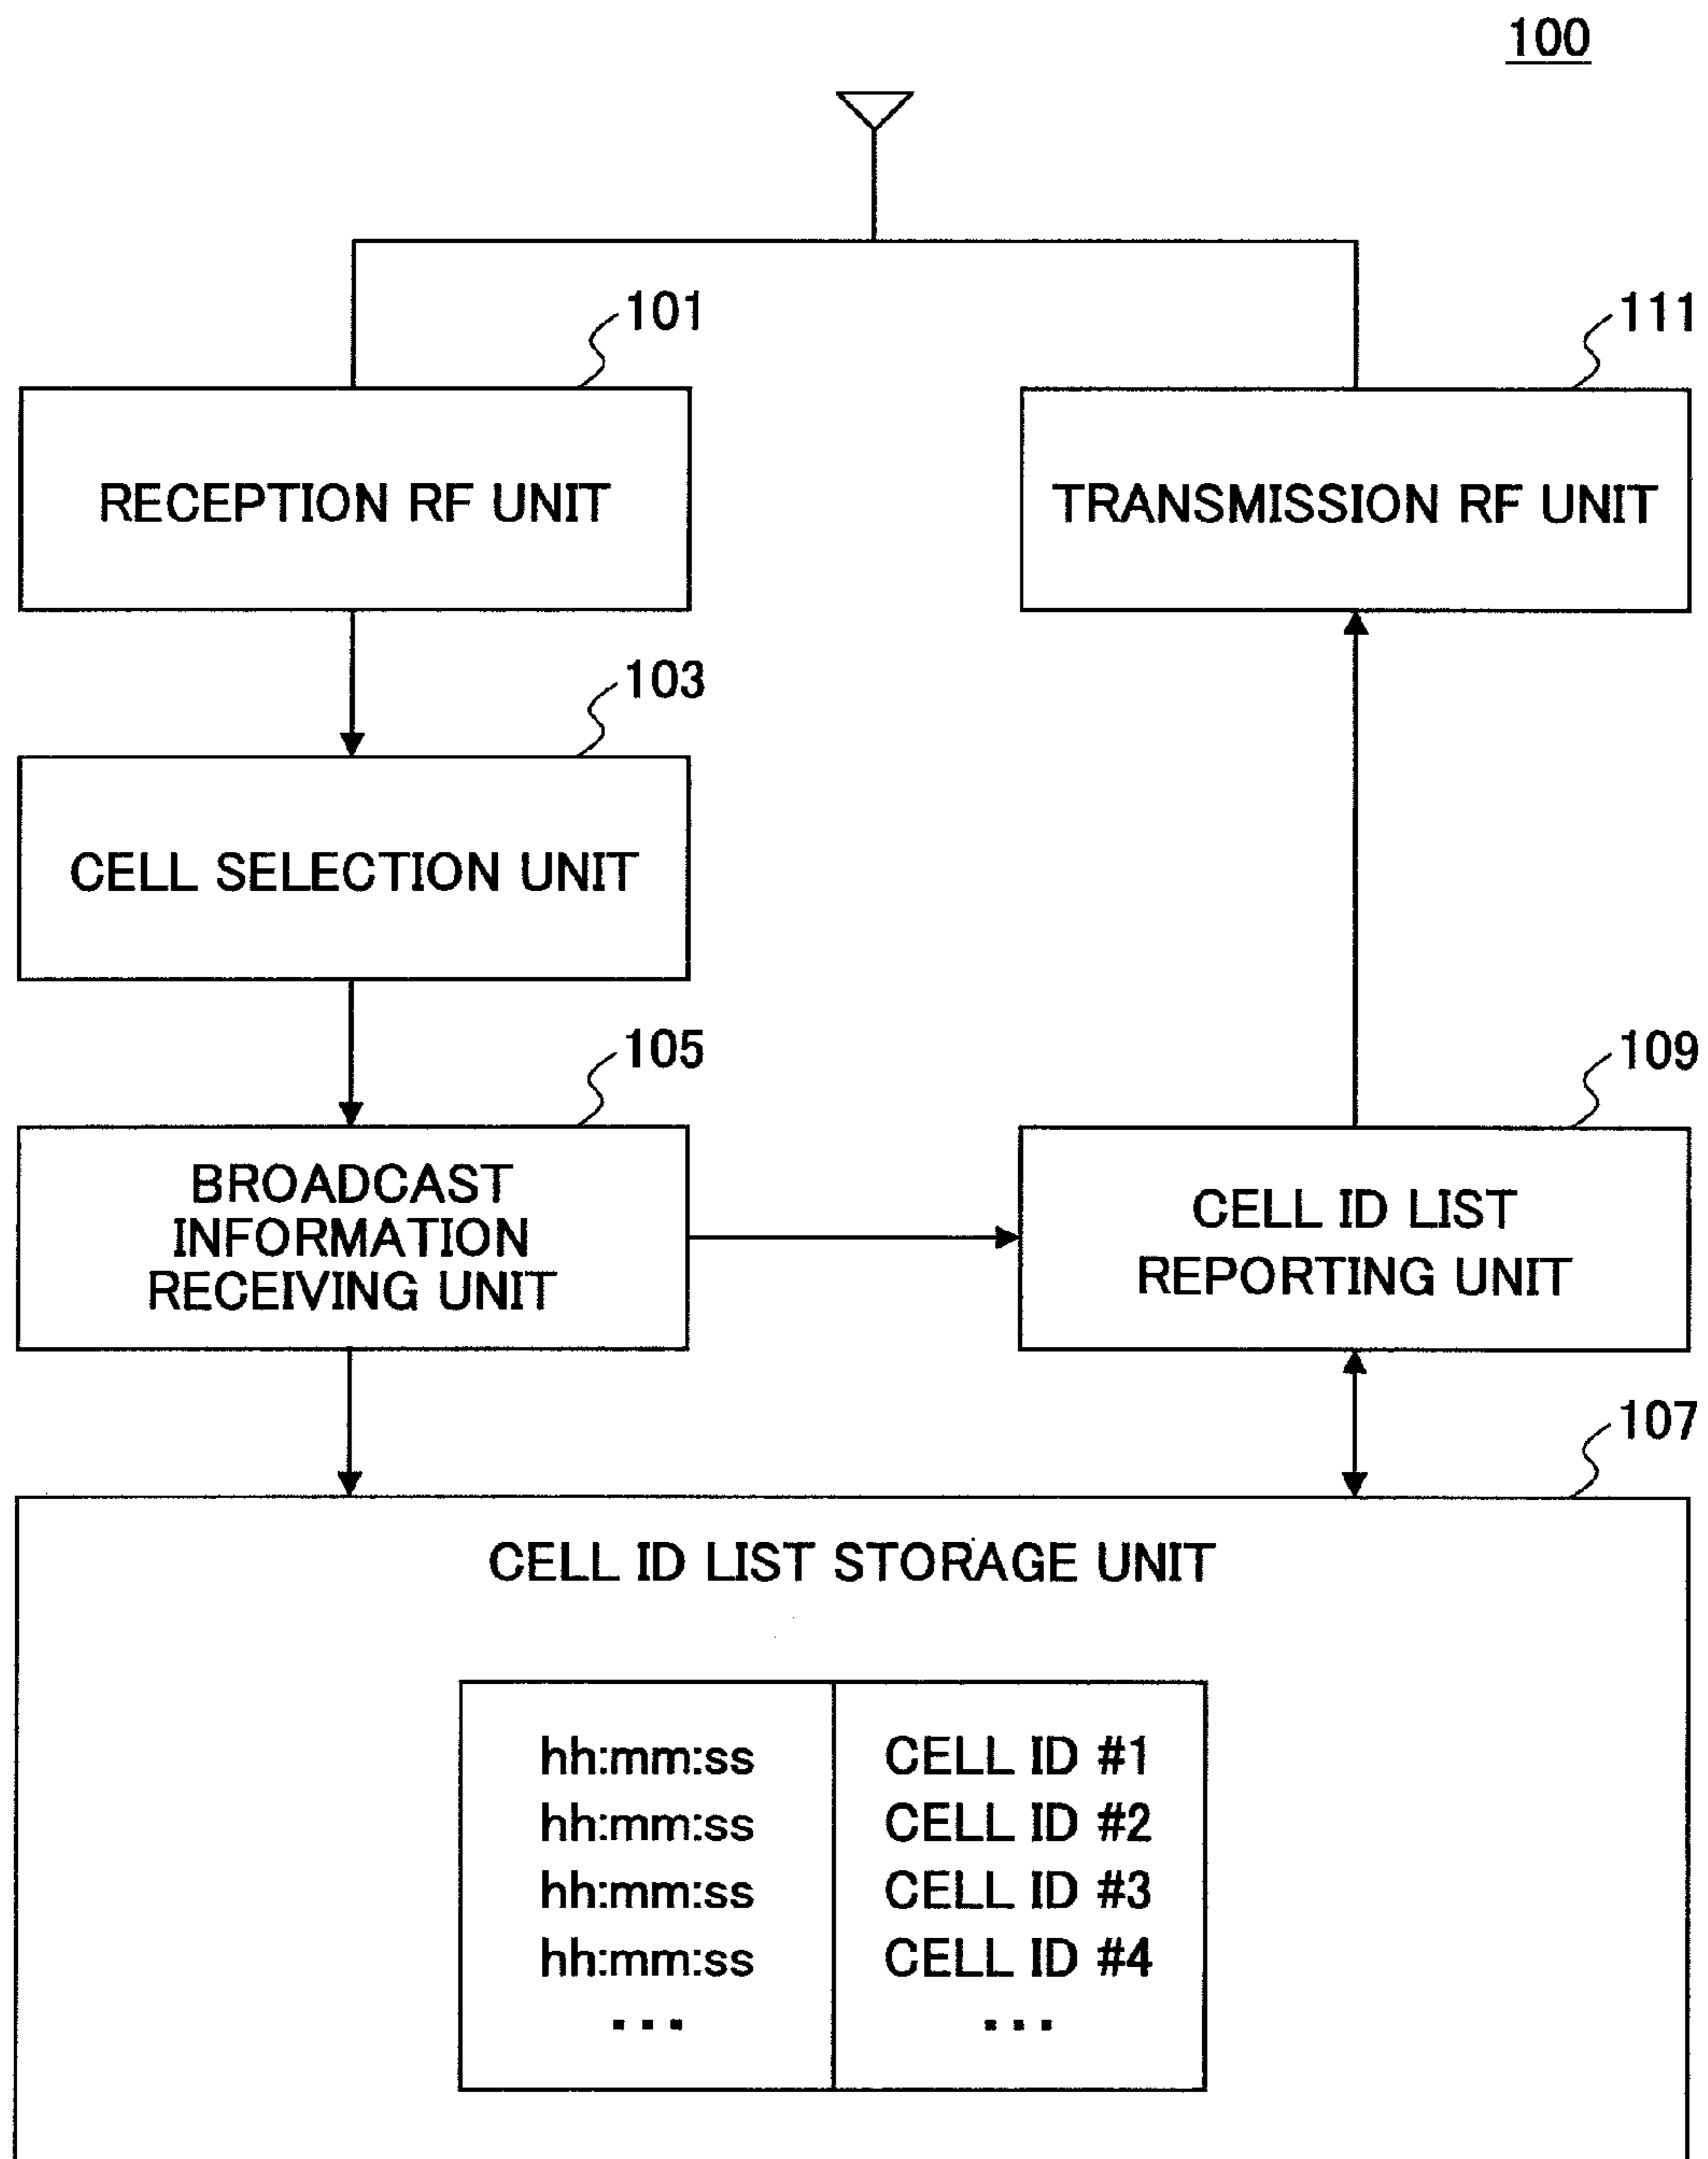 100
101
111
RECEPTION RF UNIT
TRANSMISSION RF UNIT
103
CELL SELECTION UNIT
105
109
BROADCAST
INFORMATION
RECEIVING UNIT
CELL ID LIST
REPORTING UNIT
107
CELL ID LIST STORAGE UNIT
hh:mm:ss CELL ID #1
hh:mm:ss CELL ID #2
hh:mm:ss CELL ID #3
hh:mm:ss CELL ID #4
... ...